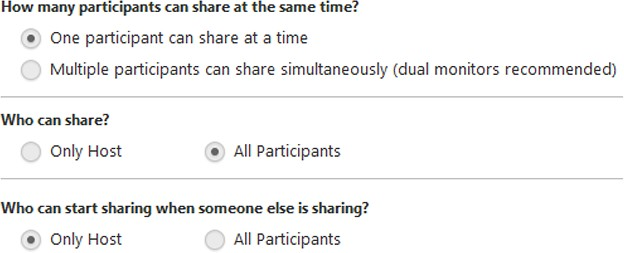 How many participants can share at the same time?
One participant can share at a time
Multiple participants can share simultaneously (dual monitors recommended)
Who can share?
Only Host All Participants
Who can start sharing when someone else is sharing?
Only Host All Participants